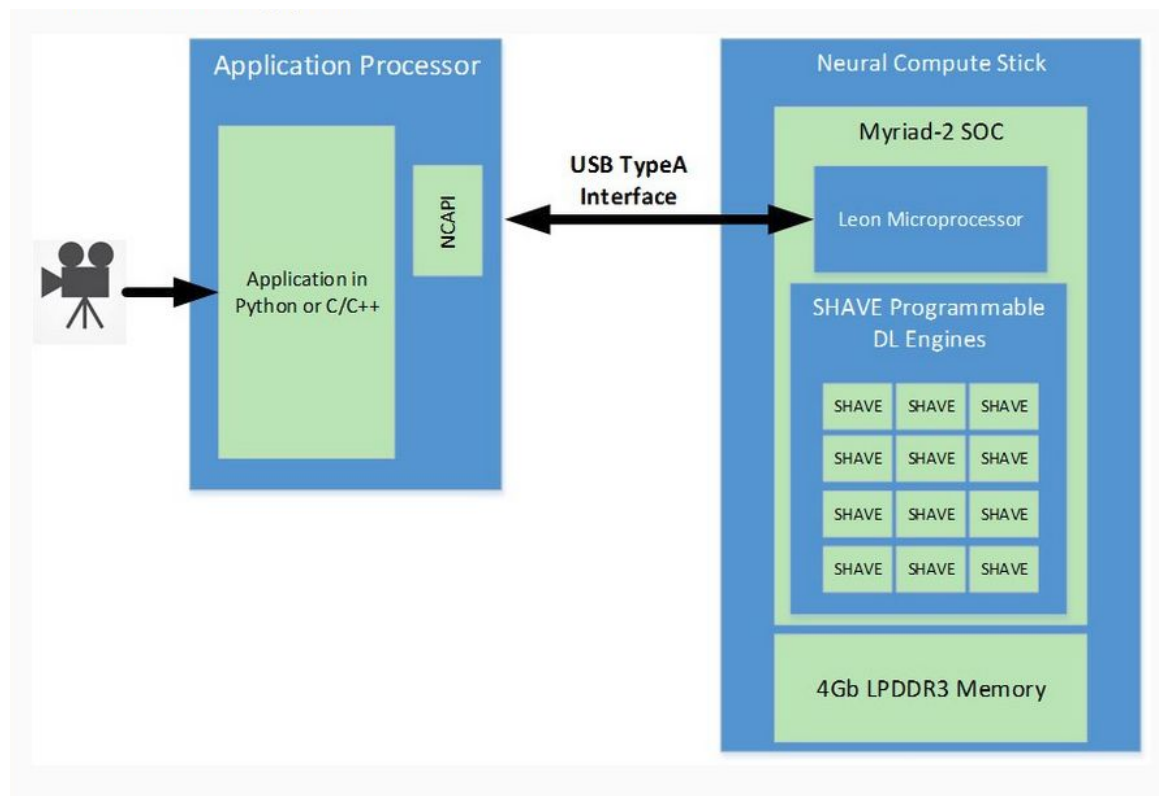 Application Processor
NCAPI
Application in
Python or C/C++
USB TypeA
Interface
Neural Compute Stick
Myriad-2 SOC
Leon Microprocessor
SHAVE Programmable
DL Engines
SHAVE SHAVE SHAVE
SHAVE SHAVE SHAVE
SHAVE SHAVE SHAVE
SHAVE SHAVE SHAVE
4Gb LPDDR3 Memory